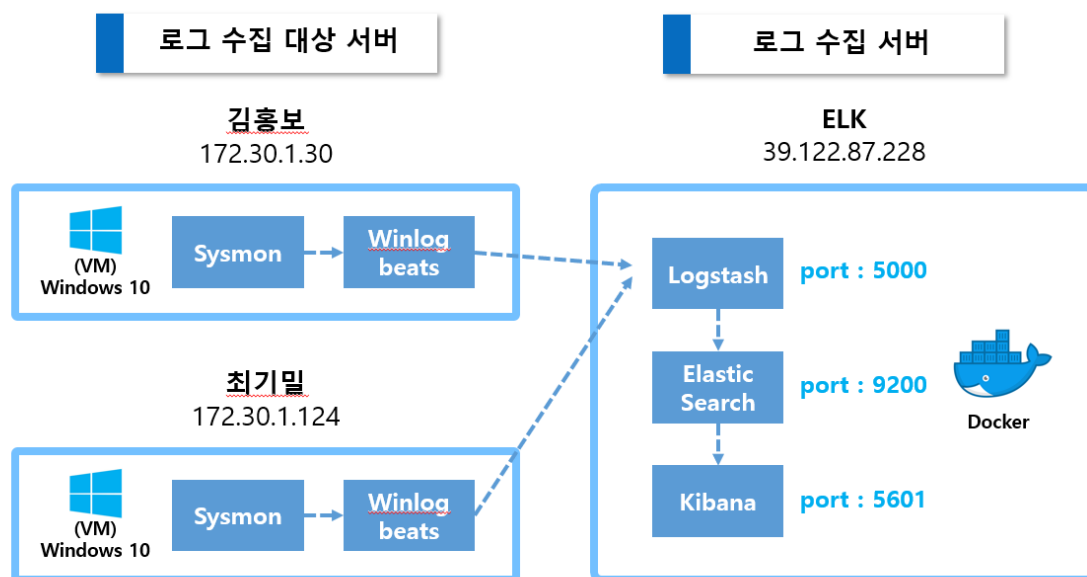 로그 수집 대상 서버
로그 수집 서버
김홍보
172.30.1.30
ELK
39.122.87.228
(VM)
Windows 10
Sysmon
Winlog
beats
Logstash
port : 5000
최기밀
172.30.1.124
Elastic
Search
port : 9200
Docker
(VM)
Windows 10
Sysmon
Winlog
beats
Kibana
port : 5601